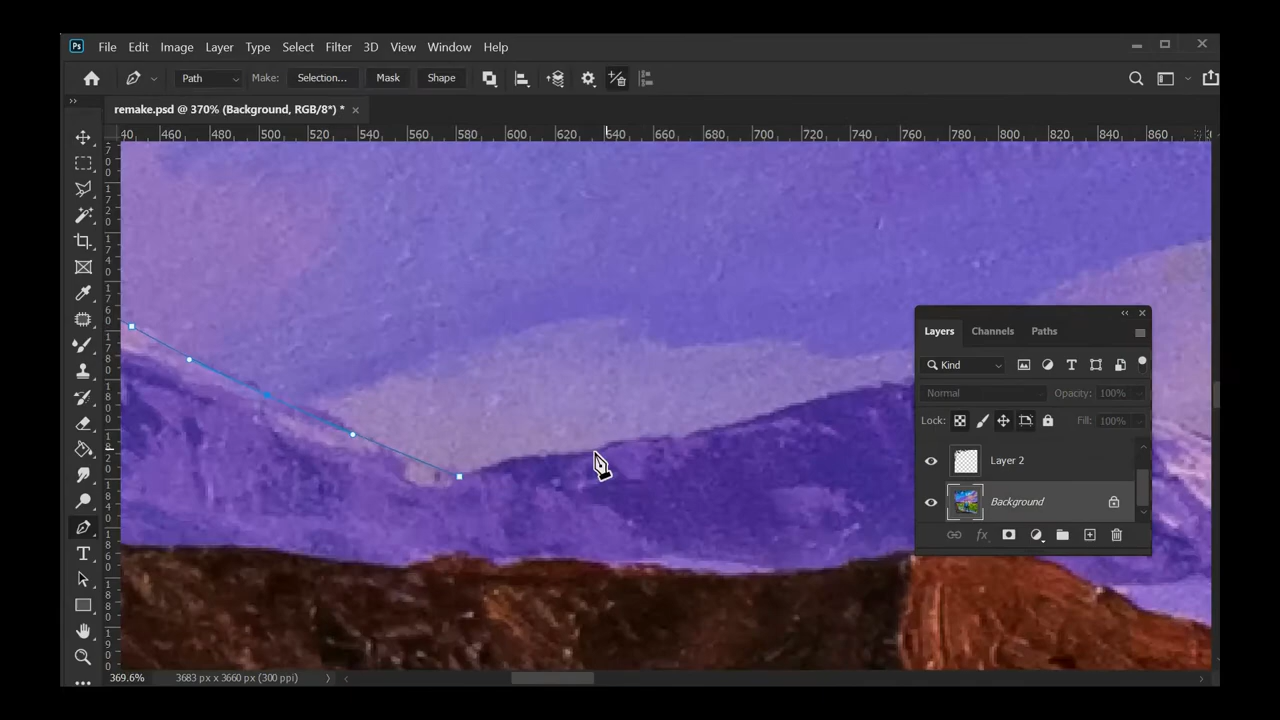 Ps File Edit Image Layer Type Select Filter 3D View Window Help
Path Make: Selection... Mask Shape
remake.psd @ 370% (Background, RGB/8*) *
40 460 480 500 520 540 560 580 600 620 640 660 680 700 720 740 760 780 800 820 840 860
Layers Channels Paths
Kind
Normal Opacity: 100%
Lock: Fill: 100%
Layer 2
Background
fx
369.6% 3683 px x 3660 px (300 ppi)